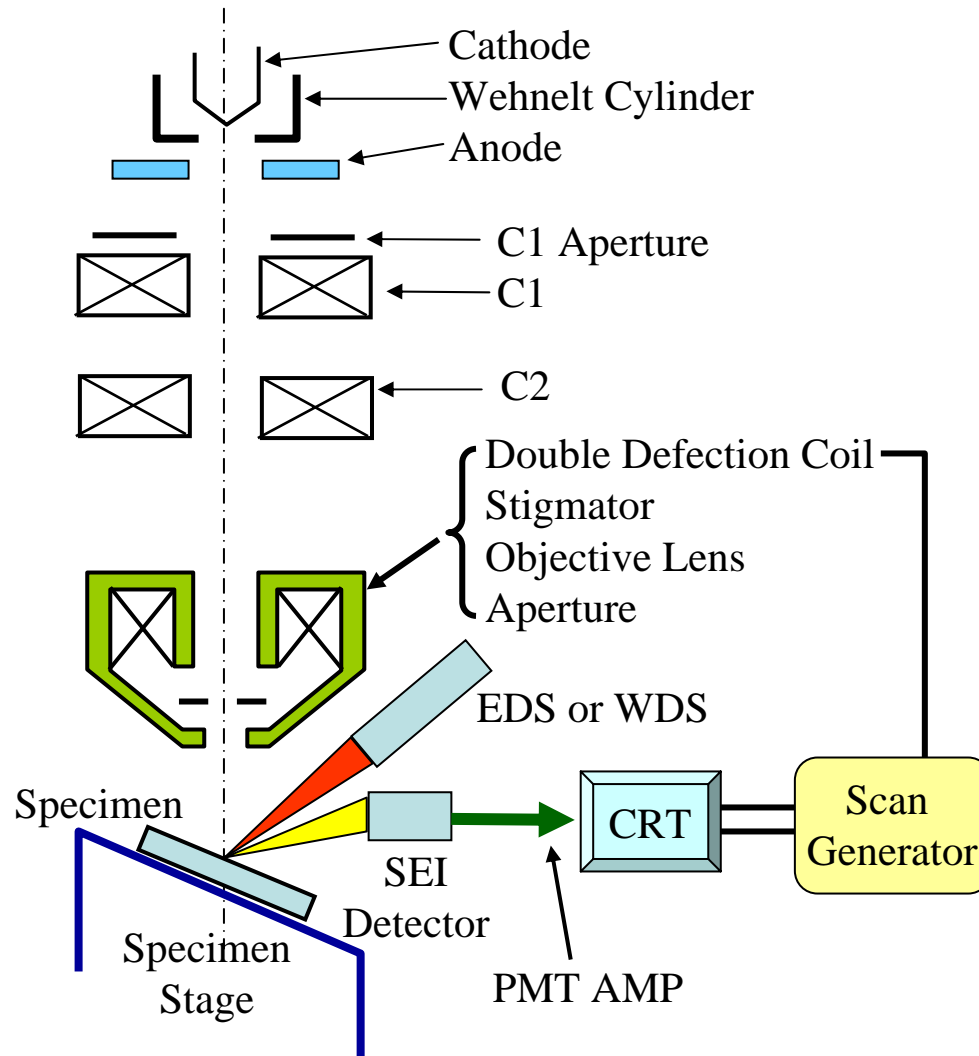 Cathode
Wehnelt Cylinder
Anode
C1 Aperture
C1
C2
Double Defection Coil
Stigmator
Objective Lens
Aperture
EDS or WDS
Specimen
SEI
Detector
CRT
Scan
Generator
Specimen
Stage
PMT AMP